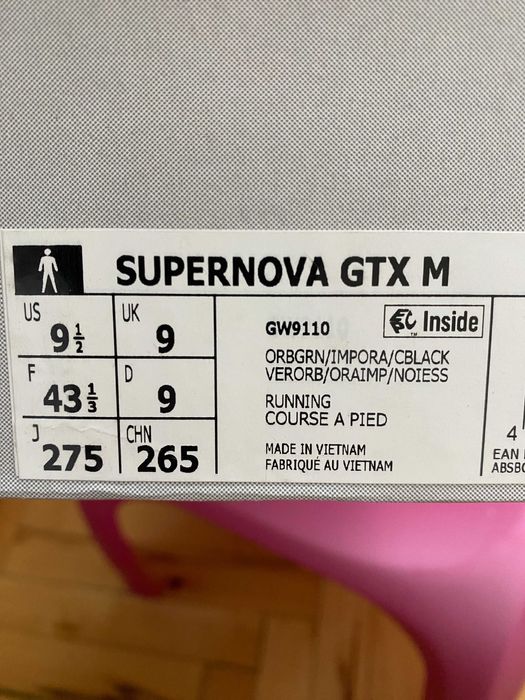 SUPERNOVA GTX M
US 9½
UK 9
F 43⅓
D 9
J 275
CHN 265
GW9110
Inside
ORBGRN/IMPORA/CBLACK
VERORB/ORAIMP/NOIESS
RUNNING
COURSE A PIED
MADE IN VIETNAM
FABRIQUÉ AU VIETNAM
4
EAN